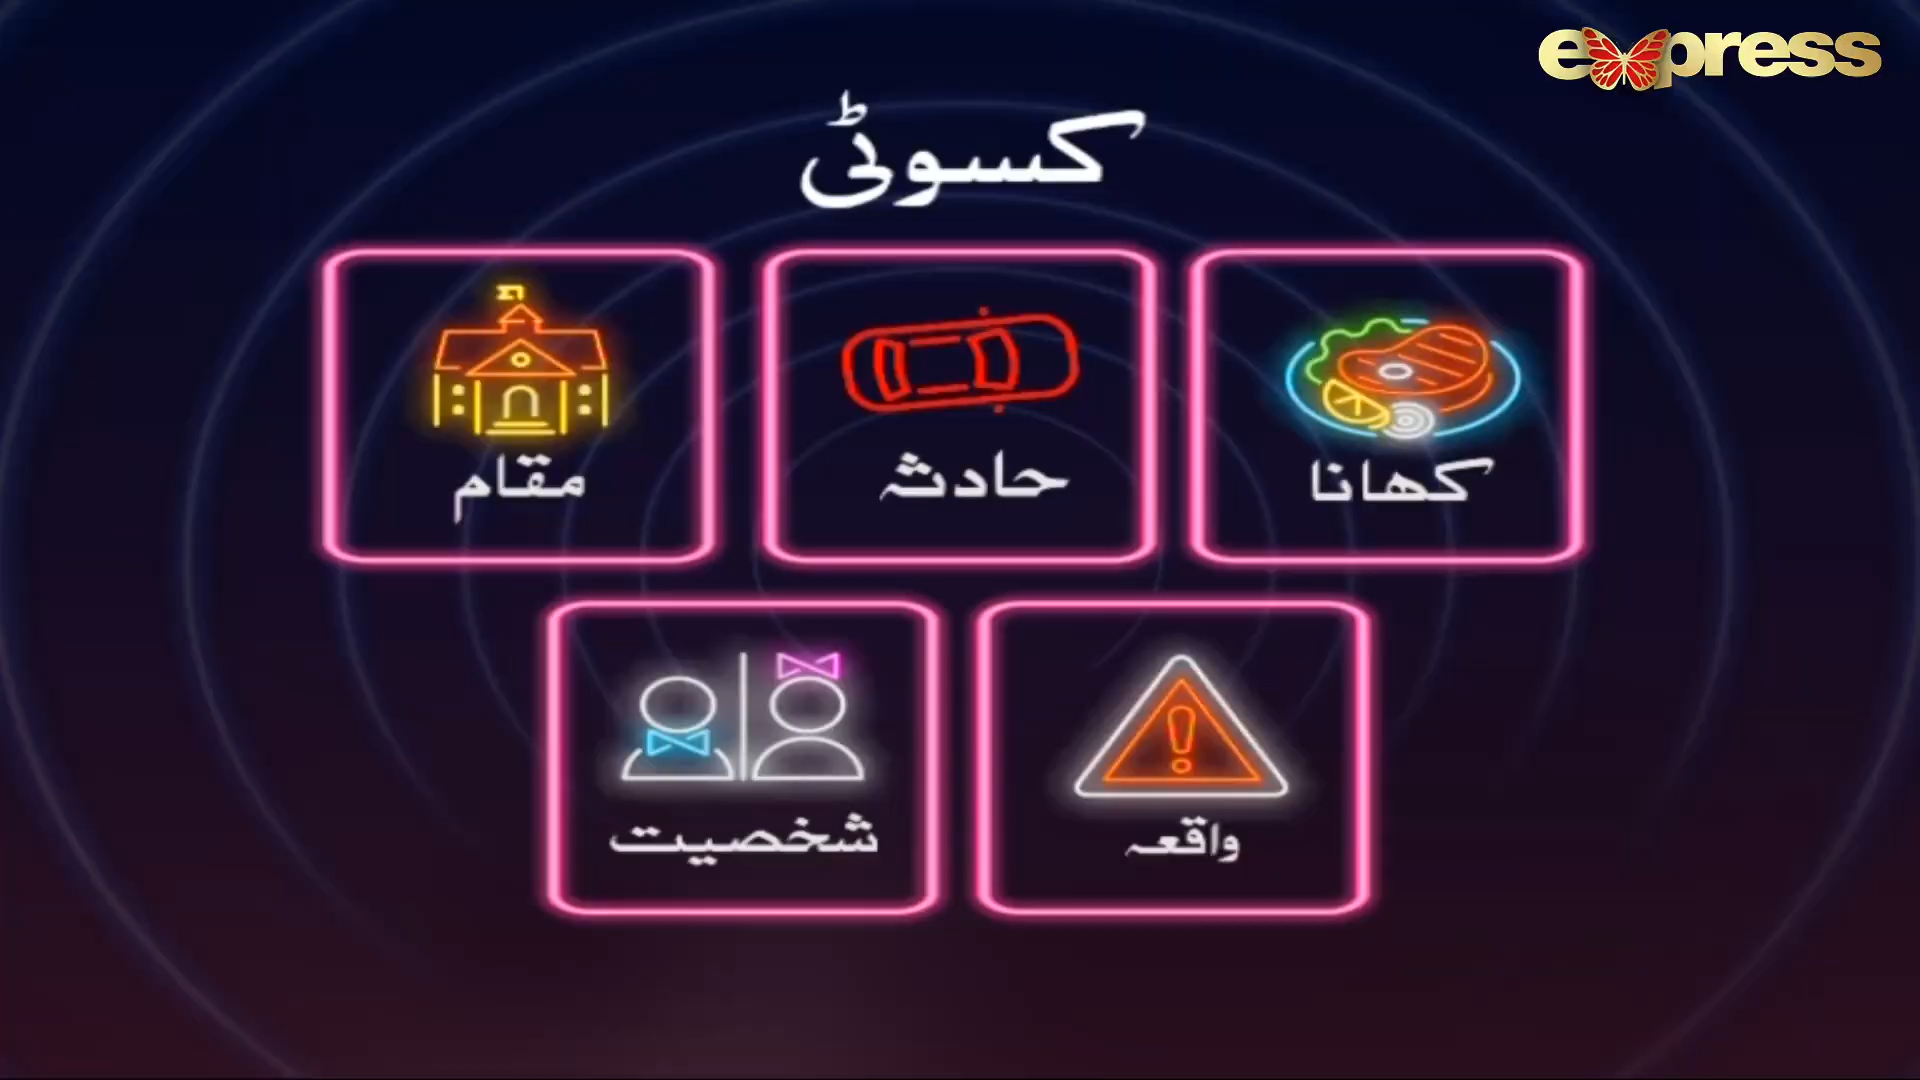 express
کسوٹی
کھانا
حادثہ
مقام
واقعہ
شخصیت